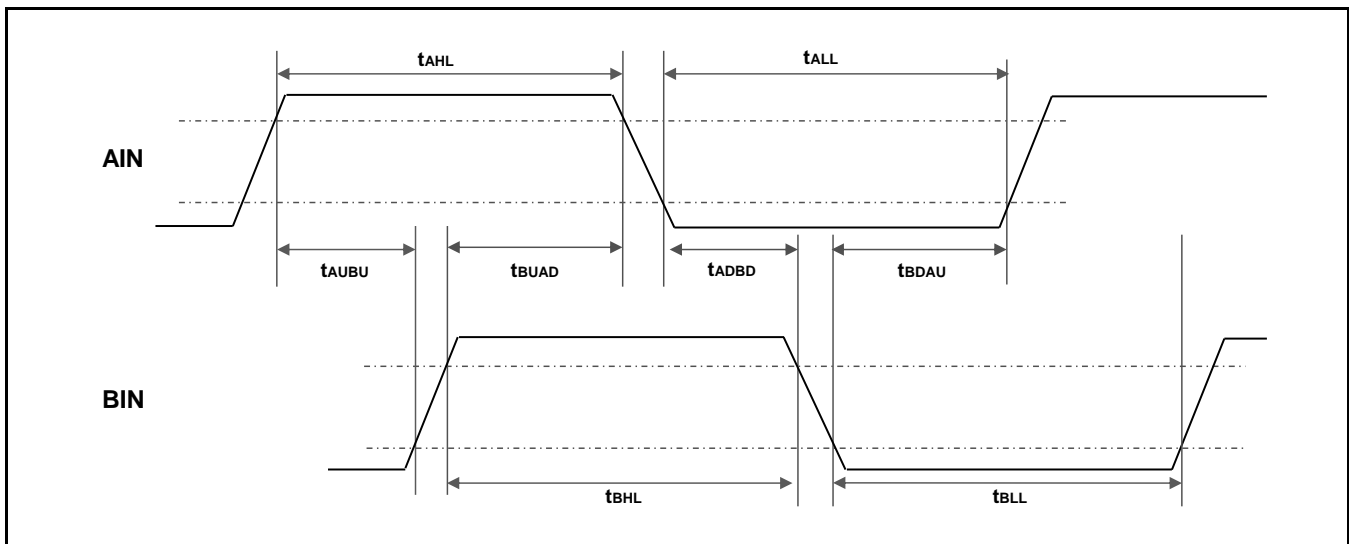 tAHL
tALL
AIN
tAUBU
tBUAD
tADBD
tBDAU
BIN
tBHL
tBLL